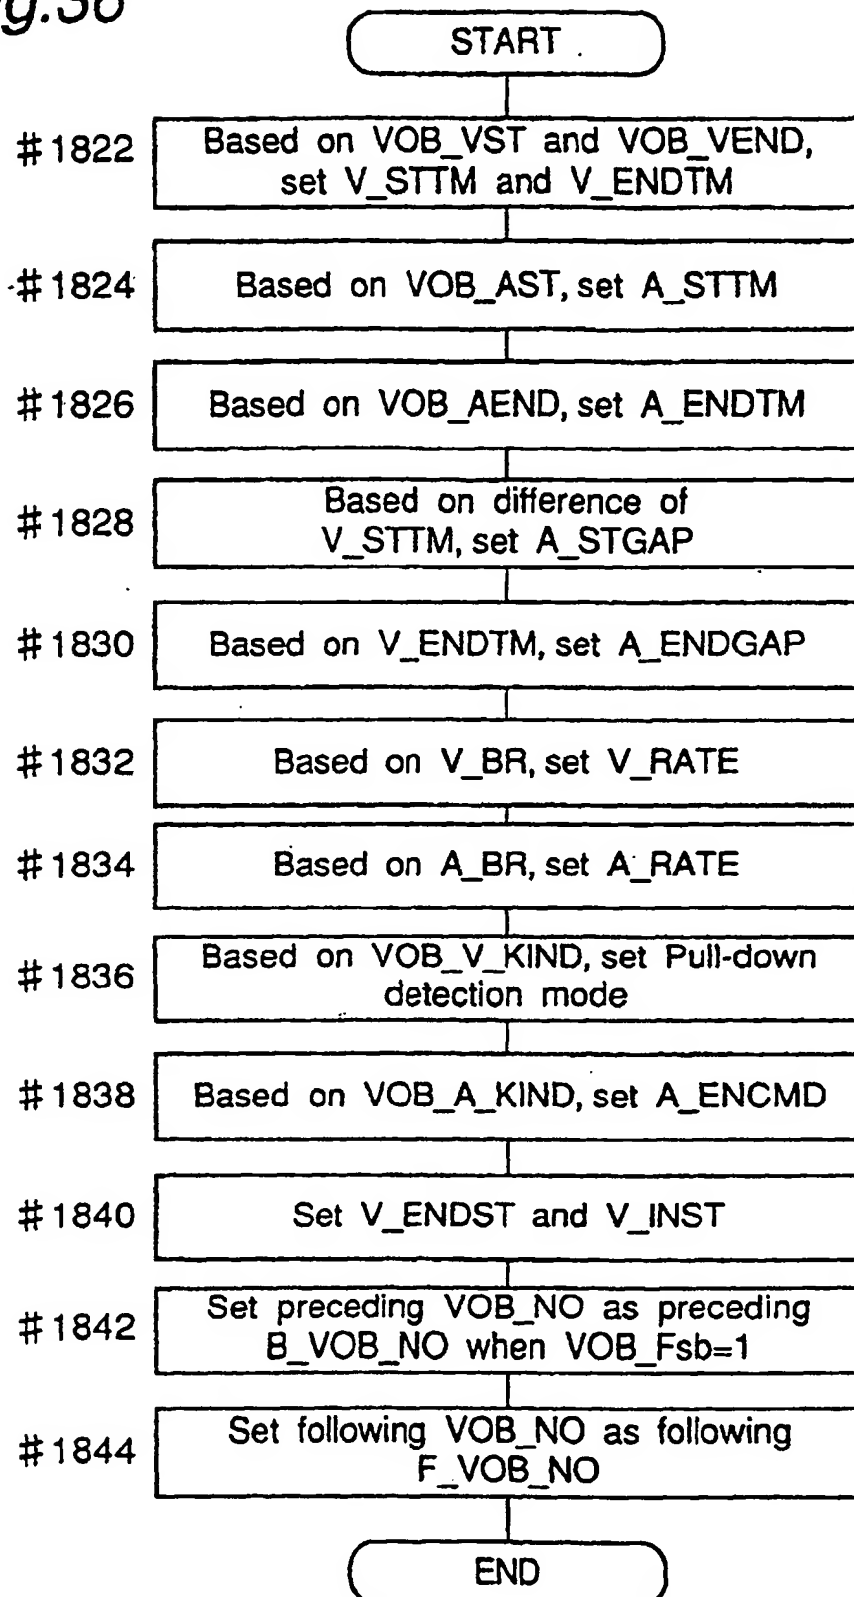 g.36
START
#1822
Based on VOB_VST and VOB_VEND,
set V_STTM and V_ENDTM
#1824
Based on VOB_AST, set A_STTM
#1826
Based on VOB_AEND, set A_ENDTM
#1828
Based on difference of
V_STTM, set A_STGAP
#1830
Based on V_ENDTM, set A_ENDGAP
#1832
Based on V_BR, set V_RATE
#1834
Based on A_BR, set A_RATE
#1836
Based on VOB_V_KIND, set Pull-down
detection mode
#1838
Based on VOB_A_KIND, set A_ENCMD
#1840
Set V_ENDST and V_INST
#1842
Set preceding VOB_NO as preceding
B_VOB_NO when VOB_Fsb=1
#1844
Set following VOB_NO as following
F_VOB_NO
END